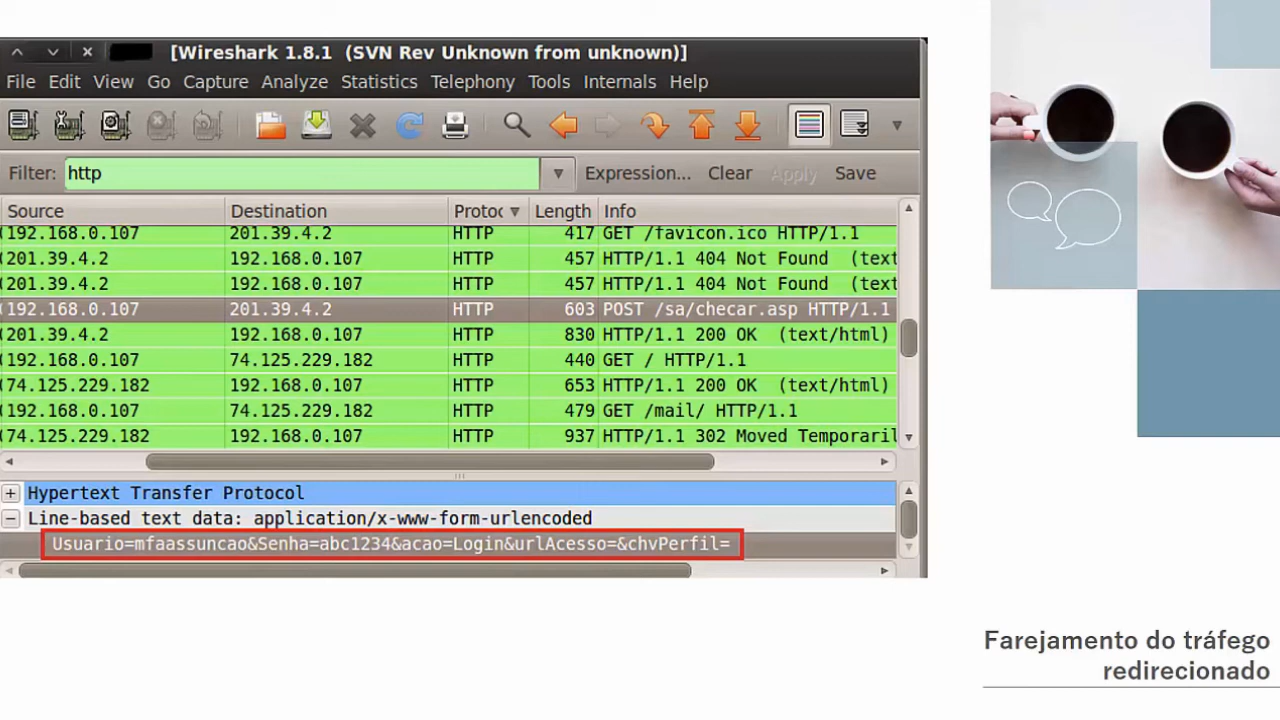 [Wireshark 1.8.1 (SVN Rev Unknown from unknown)]
File Edit View Go Capture Analyze Statistics Telephony Tools Internals Help
Filter: http Expression... Clear Apply Save
Source Destination Protoc Length Info
192.168.0.107 201.39.4.2 HTTP 417 GET /favicon.ico HTTP/1.1
201.39.4.2 192.168.0.107 HTTP 457 HTTP/1.1 404 Not Found (text
201.39.4.2 192.168.0.107 HTTP 457 HTTP/1.1 404 Not Found (text
192.168.0.107 201.39.4.2 HTTP 603 POST /sa/checar.asp HTTP/1.1
201.39.4.2 192.168.0.107 HTTP 830 HTTP/1.1 200 OK (text/html)
192.168.0.107 74.125.229.182 HTTP 440 GET / HTTP/1.1
74.125.229.182 192.168.0.107 HTTP 653 HTTP/1.1 200 OK (text/html)
192.168.0.107 74.125.229.182 HTTP 479 GET /mail/ HTTP/1.1
74.125.229.182 192.168.0.107 HTTP 937 HTTP/1.1 302 Moved Temporaril
Hypertext Transfer Protocol
Line-based text data: application/x-www-form-urlencoded
Usuario=mfaassuncao&Senha=abc1234&acao=Login&urlAcesso=&chvPerfil=
Farejamento do tráfego
redirecionado